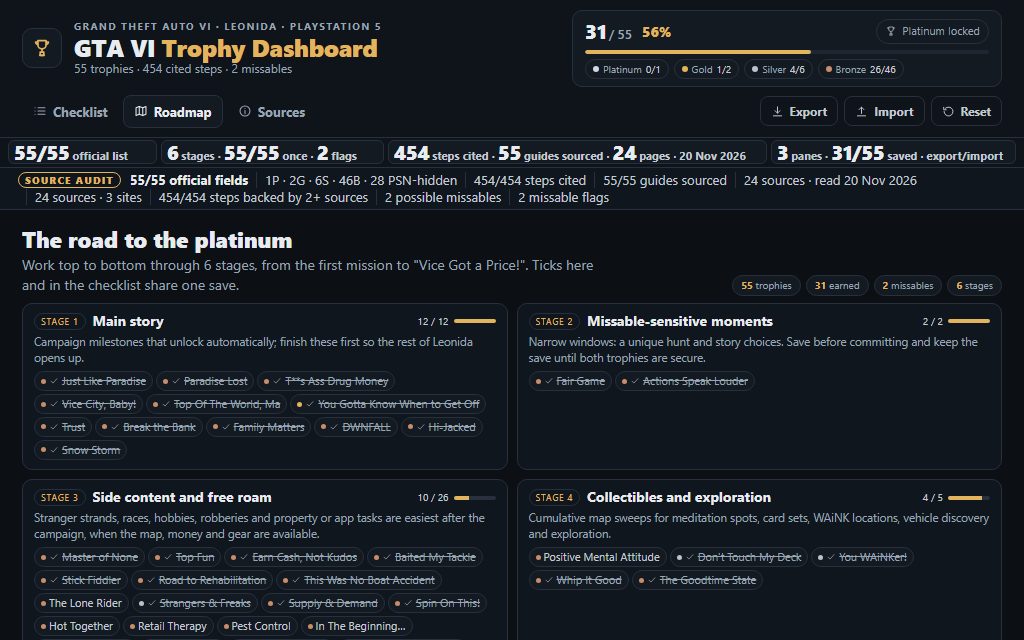 GRAND THEFT AUTO VI • LEONIDA • PLAYSTATION 5
GTA VI Trophy Dashboard
55 trophies · 454 cited steps · 2 missables
31 / 55 56%
Platinum locked
Platinum 0/1
Gold 1/2
Silver 4/6
Bronze 26/46
Checklist
Roadmap
Sources
Export
Import
Reset
55/55 official list
6 stages · 55/55 once · 2 flags
454 steps cited · 55 guides sourced · 24 pages · 20 Nov 2026
3 panes · 31/55 saved · export/import
SOURCE AUDIT 55/55 official fields 1P · 2G · 6S · 46B · 28 PSN-hidden 454/454 steps cited 55/55 guides sourced 24 sources · read 20 Nov 2026
24 sources · 3 sites 454/454 steps backed by 2+ sources 2 possible missables 2 missable flags
The road to the platinum
Work top to bottom through 6 stages, from the first mission to "Vice Got a Price!". Ticks here
and in the checklist share one save.
55 trophies
31 earned
2 missables
6 stages
STAGE 1 Main story 12 / 12
Campaign milestones that unlock automatically; finish these first so the rest of Leonida
opens up.
✓ Just Like Paradise ✓ Paradise Lost ✓ T**s Ass Drug Money
✓ Vice City, Baby! ✓ Top Of The World, Ma ✓ You Gotta Know When to Get Off
✓ Trust ✓ Break the Bank ✓ Family Matters ✓ DWNFALL ✓ Hi-Jacked
✓ Snow Storm
STAGE 2 Missable-sensitive moments 2 / 2
Narrow windows: a unique hunt and story choices. Save before committing and keep the
save until both trophies are secure.
✓ Fair Game ✓ Actions Speak Louder
STAGE 3 Side content and free roam 10 / 26
Stranger strands, races, hobbies, robberies and property or app tasks are easiest after the
campaign, when the map, money and gear are available.
✓ Master of None ✓ Top Fun ✓ Earn Cash, Not Kudos ✓ Baited My Tackle
✓ Stick Fiddler ✓ Road to Rehabilitation ✓ This Was No Boat Accident
The Lone Rider ✓ Strangers & Freaks ✓ Supply & Demand ✓ Spin On This!
Hot Together Retail Therapy Pest Control In The Beginning...
STAGE 4 Collectibles and exploration 4 / 5
Cumulative map sweeps for meditation spots, card sets, WAiNK locations, vehicle discovery
and exploration.
Positive Mental Attitude ✓ Don't Touch My Deck ✓ You WAiNKer!
✓ Whip It Good ✓ The Goodtime State